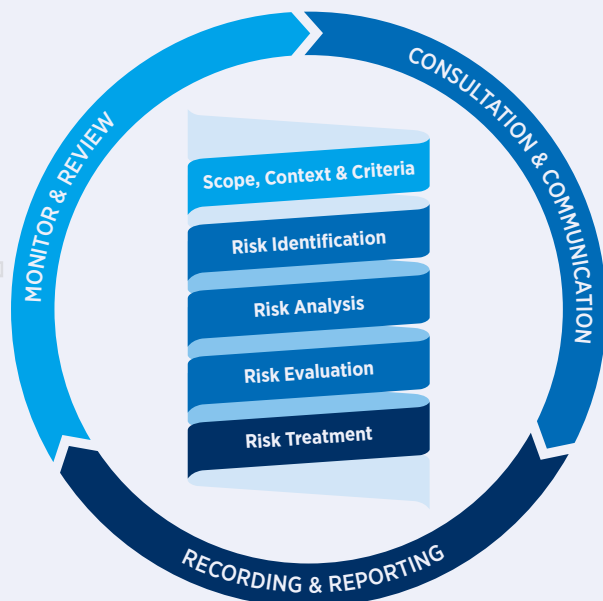 MONITOR & REVIEW
CONSULTATION & COMMUNICATION
Scope, Context & Criteria
Risk Identification
Risk Analysis
Risk Evaluation
Risk Treatment
RECORDING & REPORTING